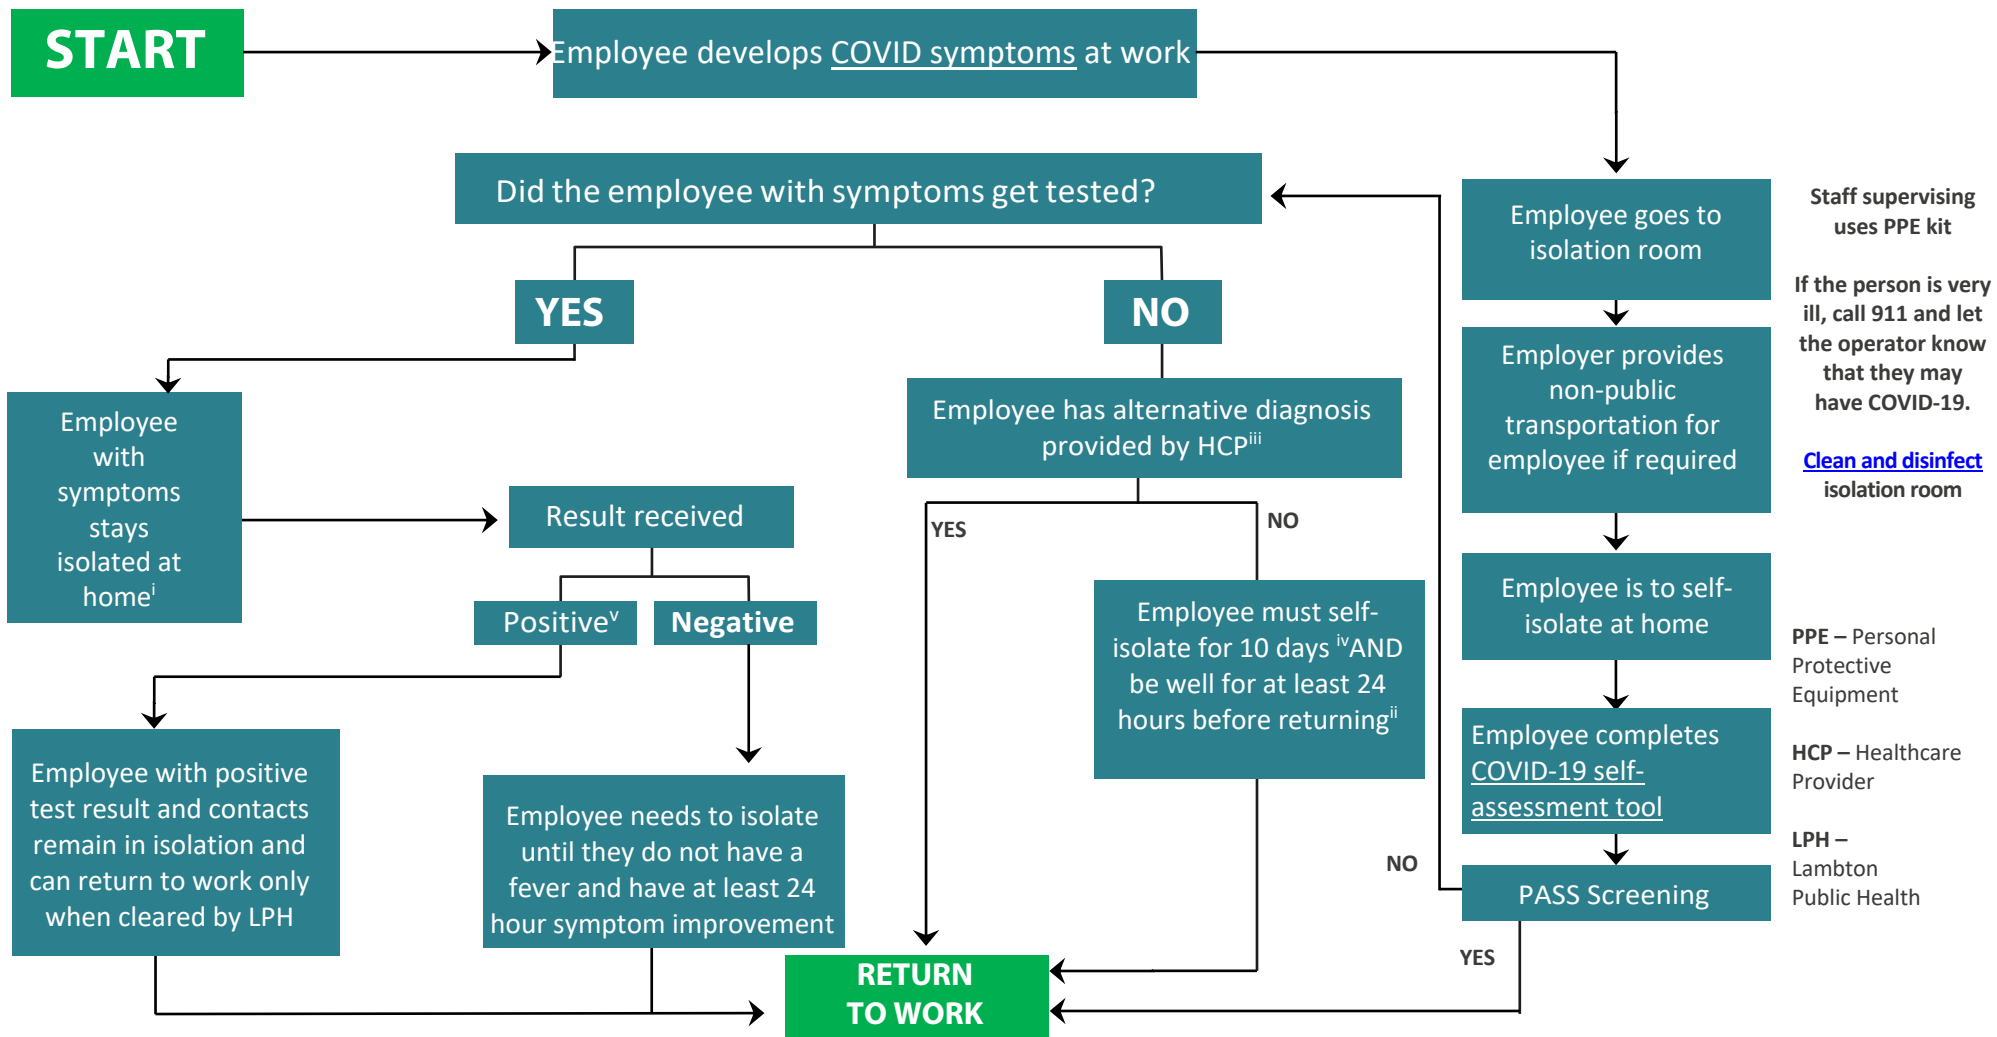 START
Employee develops COVID symptoms at work
Did the employee with symptoms get tested?
YES
NO
Employee
with
symptoms
stays
isolated at
homeⁱ
Result received
Positiveᵛ
Negative
Employee with positive
test result and contacts
remain in isolation and
can return to work only
when cleared by LPH
Employee needs to isolate
until they do not have a
fever and have at least 24
hour symptom improvement
Employee has alternative diagnosis
provided by HCPⁱⁱⁱ
YES
NO
Employee must self-
isolate for 10 days ⁱᵛAND
be well for at least 24
hours before returningⁱⁱ
RETURN
TO WORK
Employee goes to
isolation room
Employer provides
non-public
transportation for
employee if required
Employee is to self-
isolate at home
Employee completes
COVID-19 self-
assessment tool
PASS Screening
NO
YES
Staff supervising
uses PPE kit
If the person is very
ill, call 911 and let
the operator know
that they may
have COVID-19.
Clean and disinfect
isolation room
PPE – Personal
Protective
Equipment
HCP – Healthcare
Provider
LPH –
Lambton
Public Health